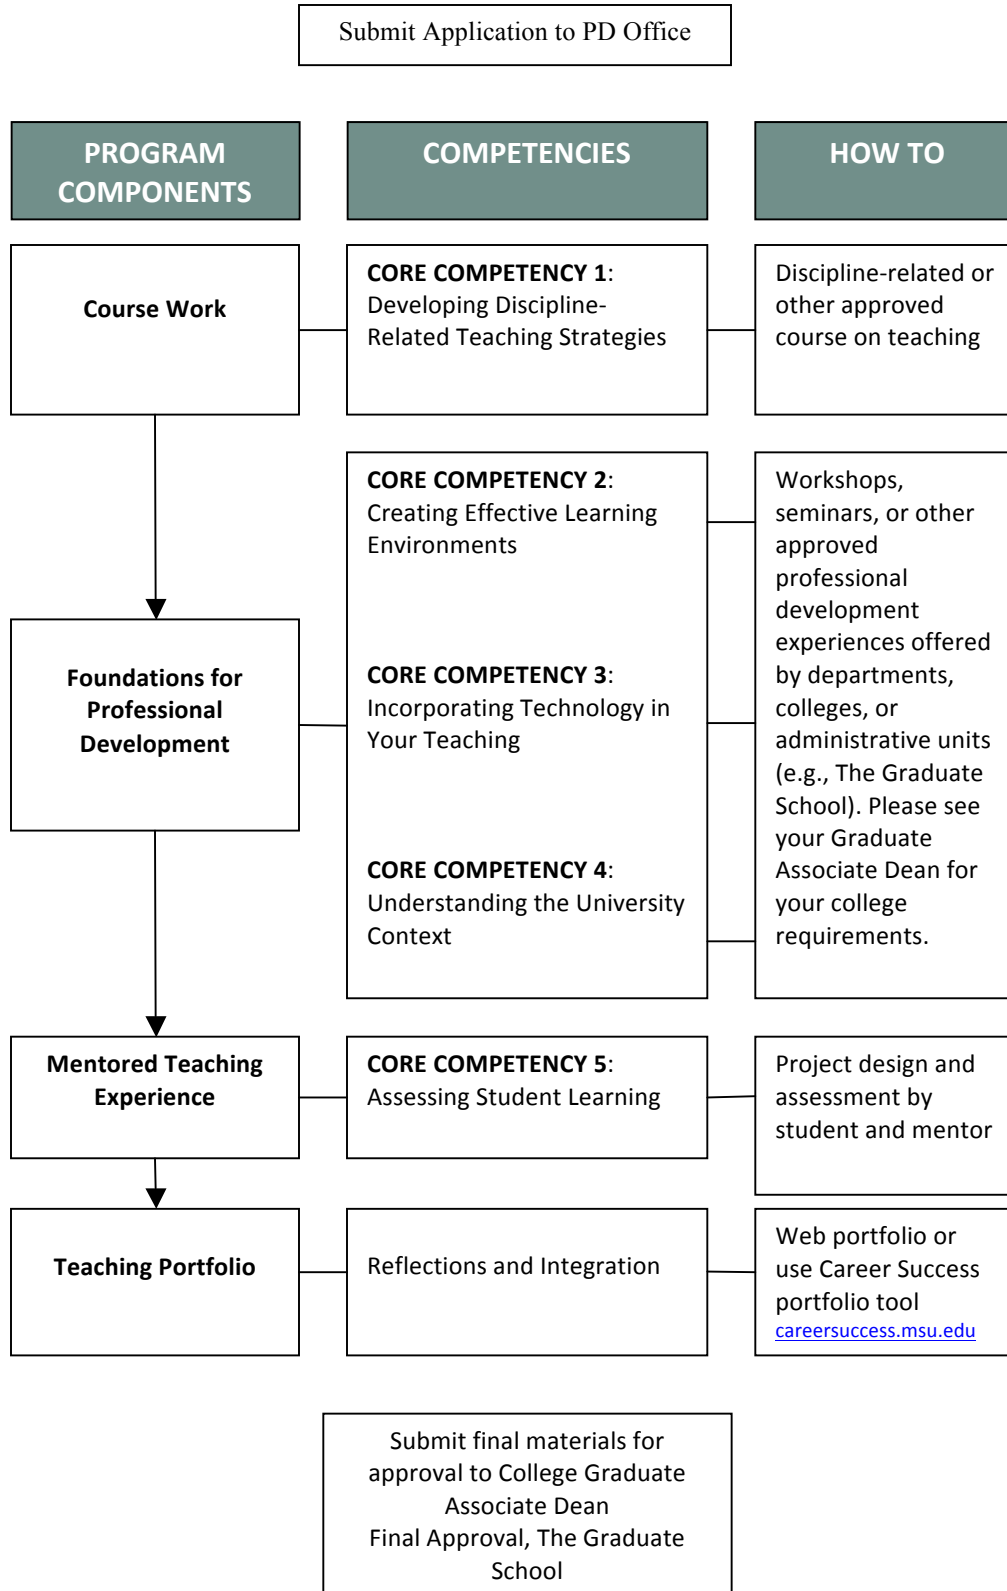 Submit Application to PD Office
PROGRAM
COMPONENTS
COMPETENCIES
HOW TO
Course Work
CORE COMPETENCY 1:
Developing Discipline-
Related Teaching Strategies
Discipline-related or
other approved
course on teaching
Foundations for
Professional
Development
CORE COMPETENCY 2:
Creating Effective Learning
Environments
CORE COMPETENCY 3:
Incorporating Technology in
Your Teaching
CORE COMPETENCY 4:
Understanding the University
Context
Workshops,
seminars, or other
approved
professional
development
experiences offered
by departments,
colleges, or
administrative units
(e.g., The Graduate
School). Please see
your Graduate
Associate Dean for
your college
requirements.
Mentored Teaching
Experience
CORE COMPETENCY 5:
Assessing Student Learning
Project design and
assessment by
student and mentor
Teaching Portfolio
Reflections and Integration
Web portfolio or
use Career Success
portfolio tool
careersuccess.msu.edu
Submit final materials for
approval to College Graduate
Associate Dean
Final Approval, The Graduate
School